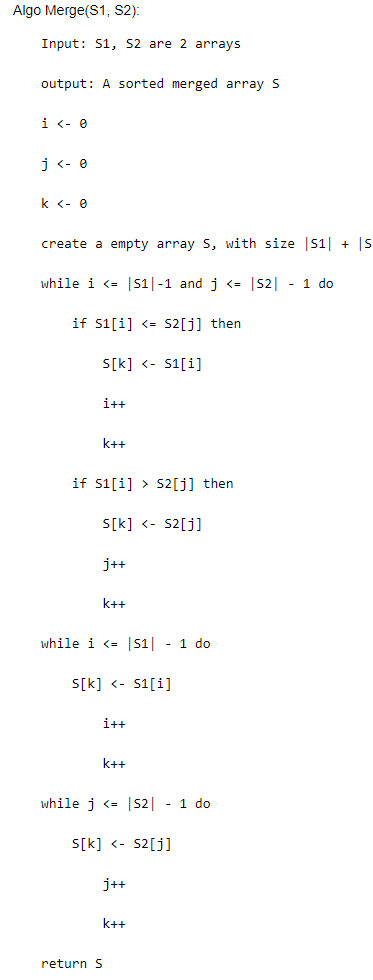 Algo Merge(S1, S2):
Input: S1, S2 are 2 arrays
output: A sorted merged array S
i <- 0
j <- 0
k <- 0
create a empty array S, with size |S1| + |S
while i <= |S1|-1 and j <= |S2| - 1 do
if S1[i] <= S2[j] then
S[k] <- S1[i]
i++
k++
if S1[i] > S2[j] then
S[k] <- S2[j]
j++
k++
while i <= |S1| - 1 do
S[k] <- S1[i]
i++
k++
while j <= |S2| - 1 do
S[k] <- S2[j]
j++
k++
return S